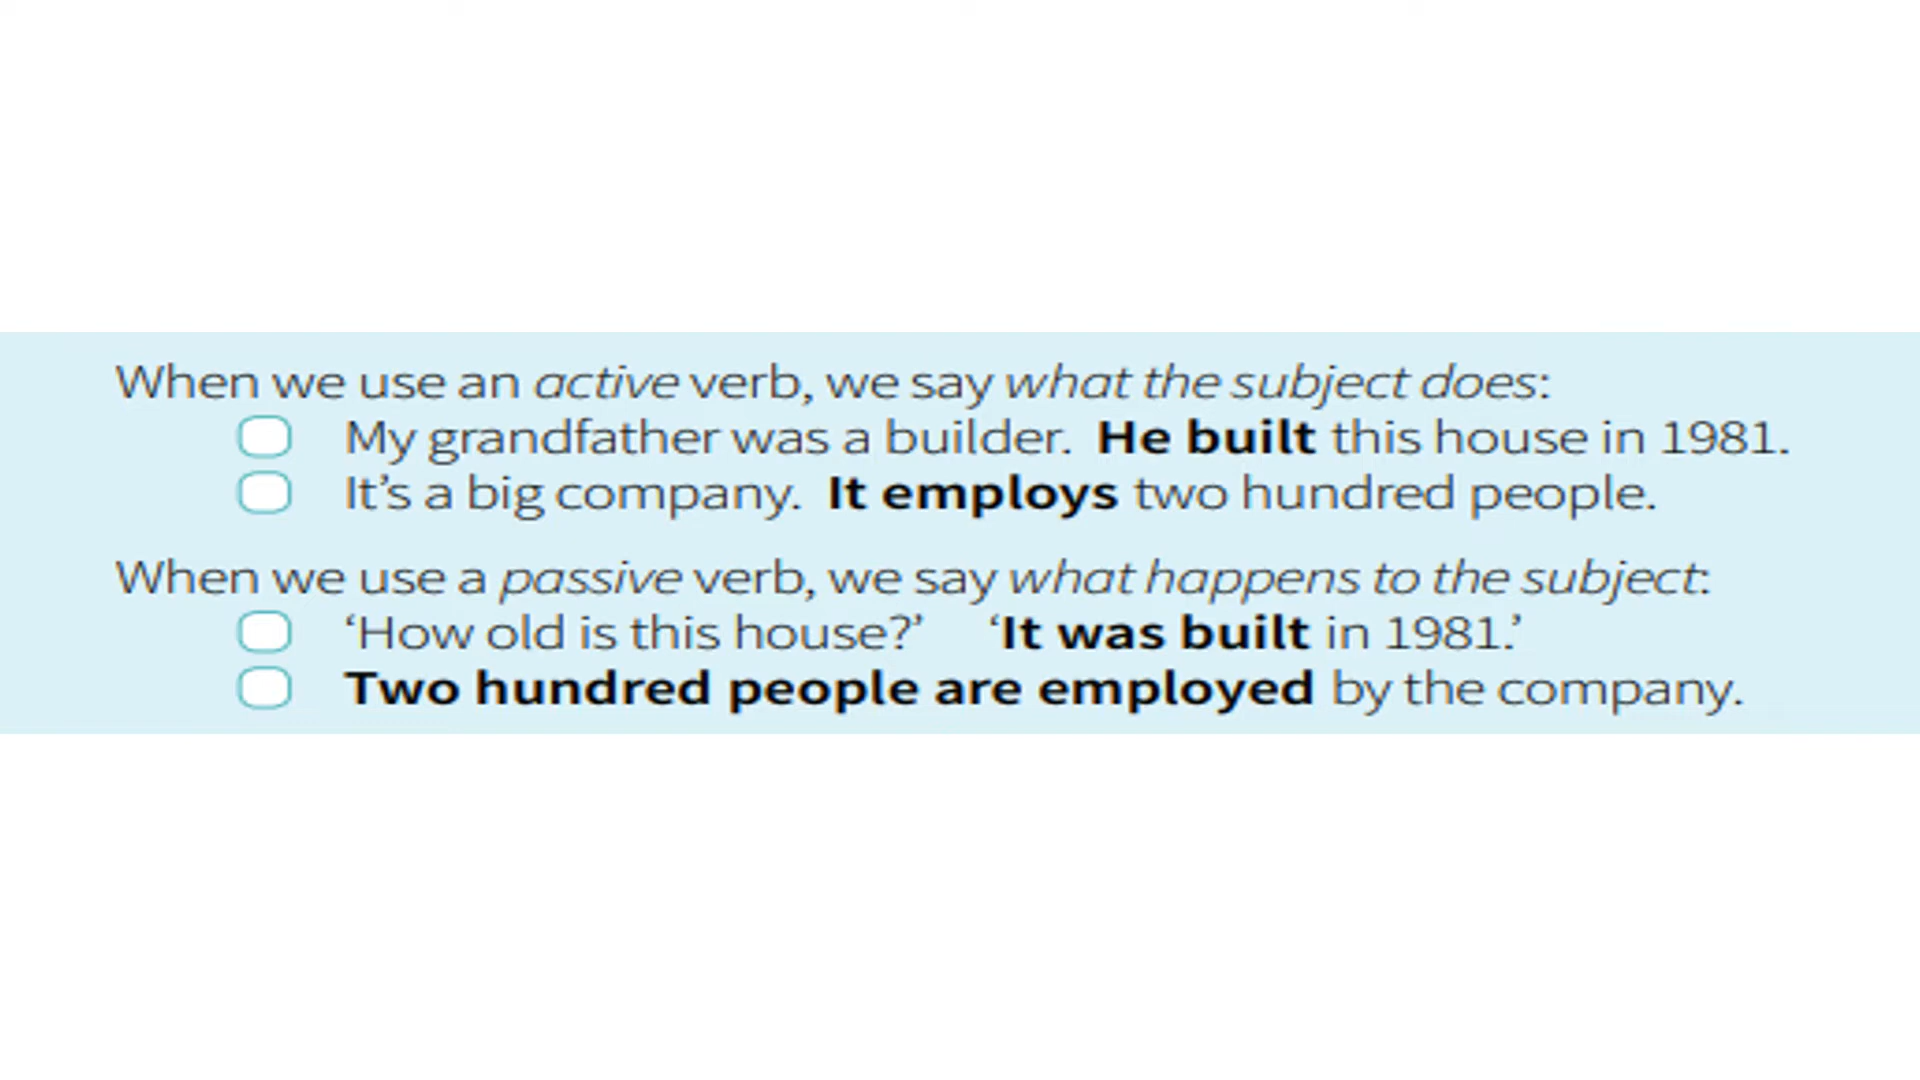 When we use an active verb, we say what the subject does:
My grandfather was a builder. He built this house in 1981.
It’s a big company. It employs two hundred people.
When we use a passive verb, we say what happens to the subject:
‘How old is this house?’ ‘It was built in 1981.’
Two hundred people are employed by the company.